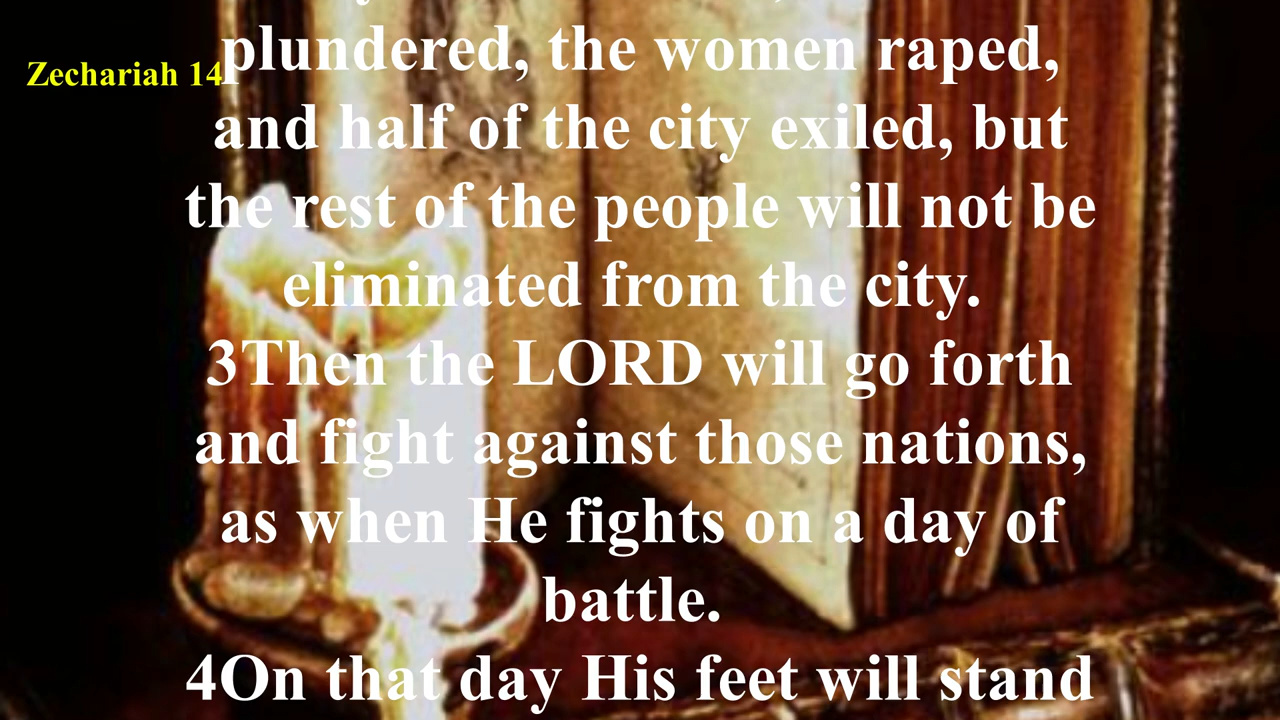 Zechariah 14
plundered, the women raped,
and half of the city exiled, but
the rest of the people will not be
eliminated from the city.
3Then the LORD will go forth
and fight against those nations,
as when He fights on a day of
battle.
4On that day His feet will stand